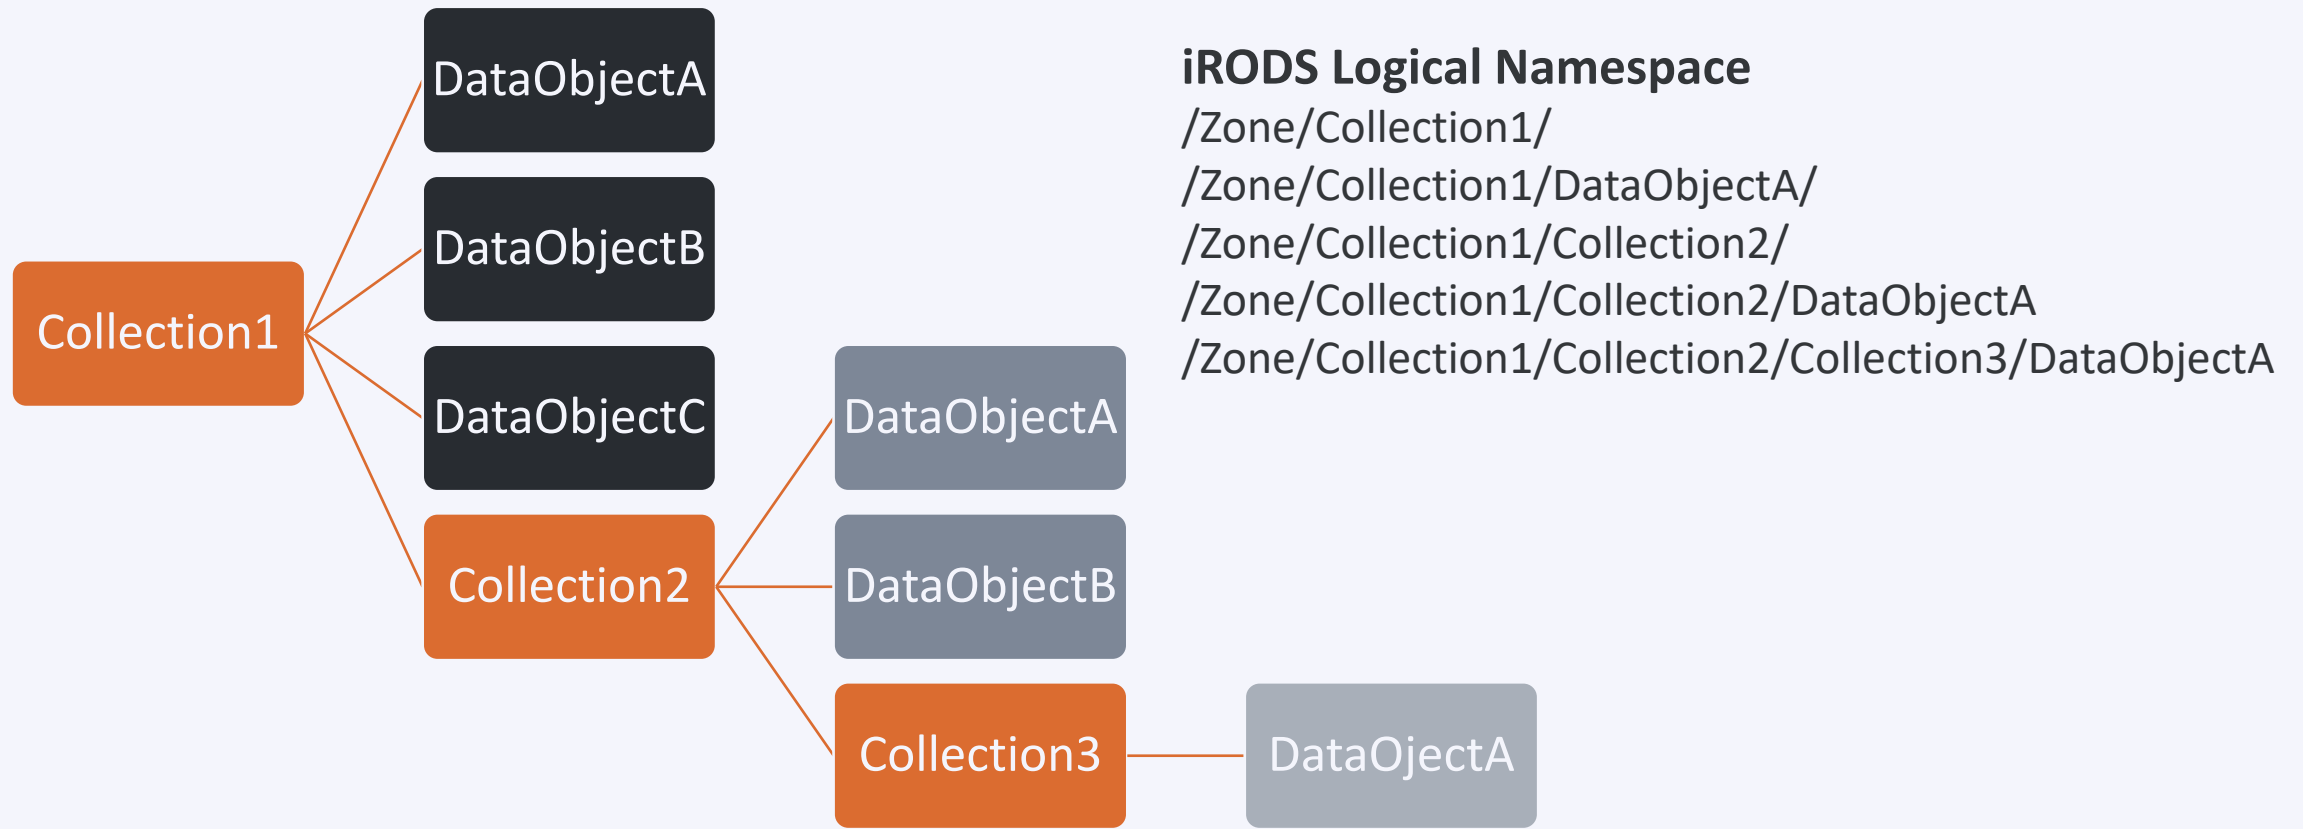 DataObjectA
DataObjectB
Collection1
DataObjectC
Collection2
DataObjectA
DataObjectB
Collection3
DataOjectA
iRODS Logical Namespace
/Zone/Collection1/
/Zone/Collection1/DataObjectA/
/Zone/Collection1/Collection2/
/Zone/Collection1/Collection2/DataObjectA
/Zone/Collection1/Collection2/Collection3/DataObjectA